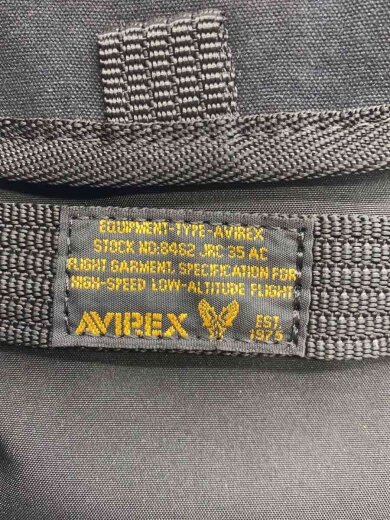 EQUIPMENT-TYPE-AVIREX
STOCK NO:8462 JRC 35 AC
FLIGHT GARMENT, SPECIFICATION FOR
HIGH-SPEED LOW-ALTITUDE FLIGHT
AVIREX EST.
1975